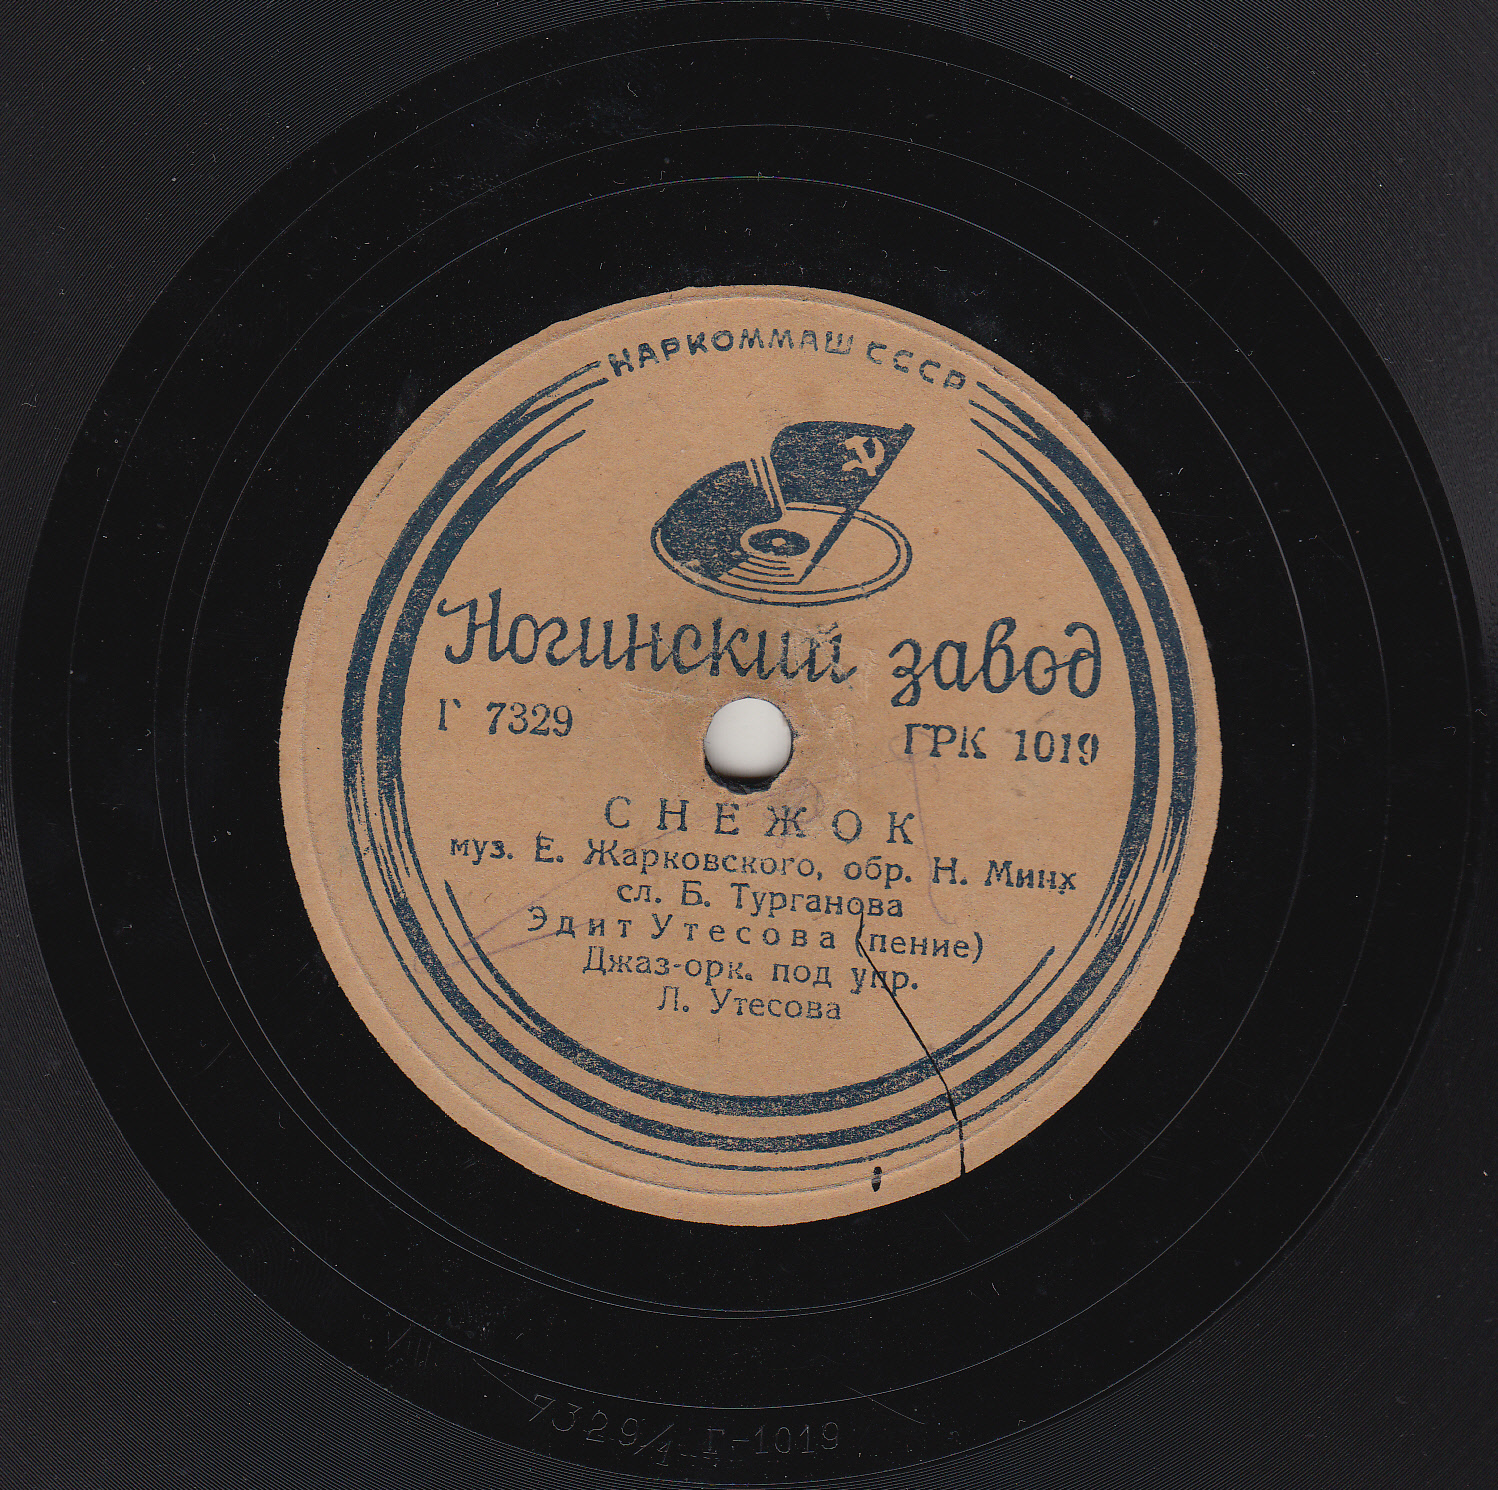 НАРКОММАШ СССР
Ногинский завод
Г 7329
ГРК 1019
СНЕЖОК
муз. Е. Жарковского, обр. Н. Минх
сл. Б. Турганова
Эдит Утесова (пение)
Джаз-орк. под упр.
Л. Утесова
7329/1 Г-1019